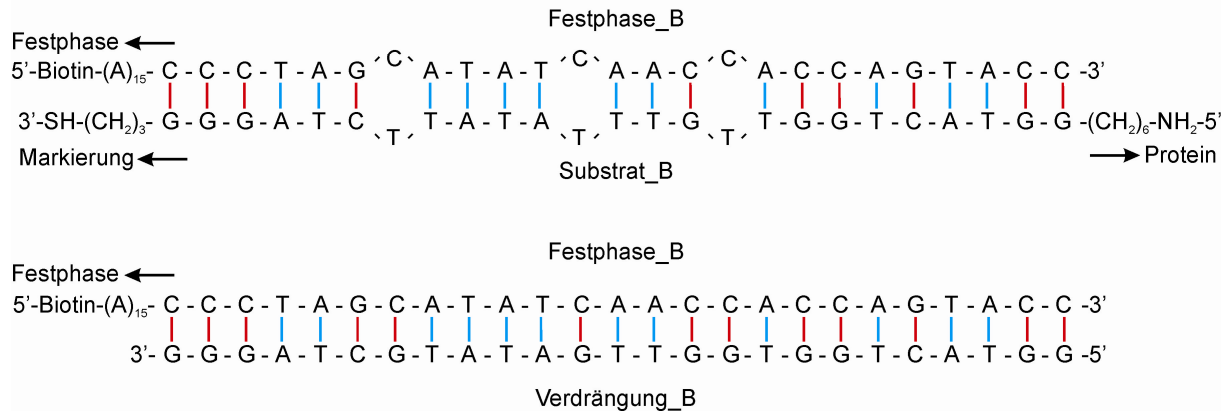 Festphase_B
Festphase
5'-Biotin-(A)₁₅- C - C - C - T - A - G - C - A - T - A - T - C - A - A - C - C - A - C - C - A - G - T - A - C - C -3'
3'-SH-(CH₂)₃- G - G - G - A - T - C - T - T - A - T - A - T - T - T - G - T - T - G - G - T - C - A - T - G - G -(CH₂)₆-NH₂-5'
Markierung
Protein
Substrat_B
Festphase_B
Festphase
5'-Biotin-(A)₁₅- C - C - C - T - A - G - C - A - T - A - T - C - A - A - C - C - A - C - C - A - G - T - A - C - C -3'
3'- G - G - G - A - T - C - G - T - A - T - A - G - T - T - G - G - T - G - G - T - C - A - T - G - G -5'
Verdrängung_B